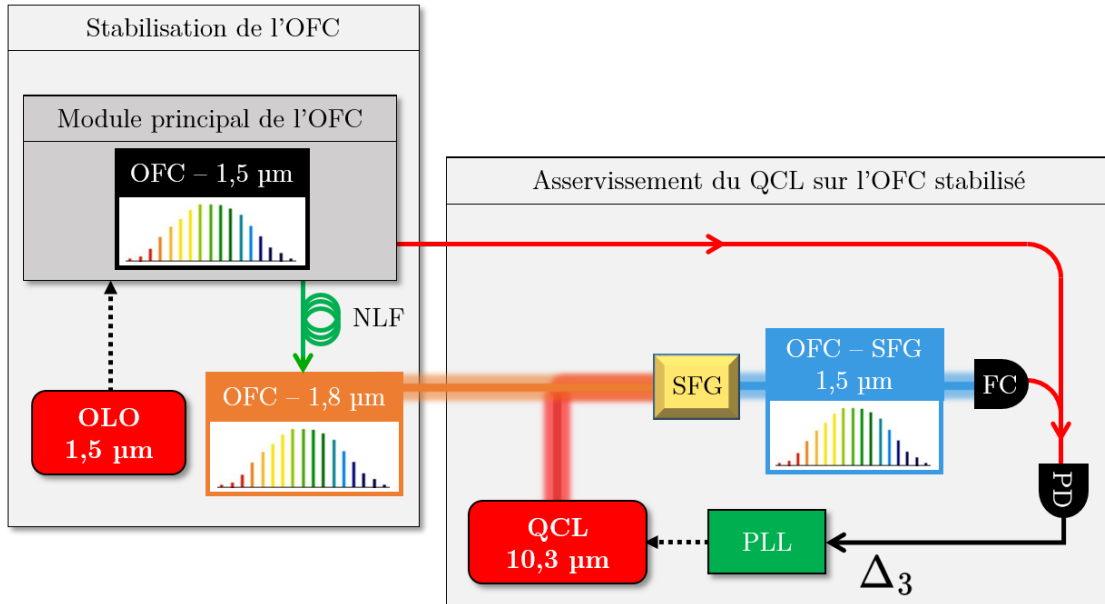 Stabilisation de l'OFC
Module principal de l'OFC
OFC – 1,5 µm
NLF
OLO
1,5 µm
OFC – 1,8 µm
Asservissement du QCL sur l'OFC stabilisé
SFG
OFC – SFG
1,5 µm
FC
PD
QCL
10,3 µm
PLL
Δ₃